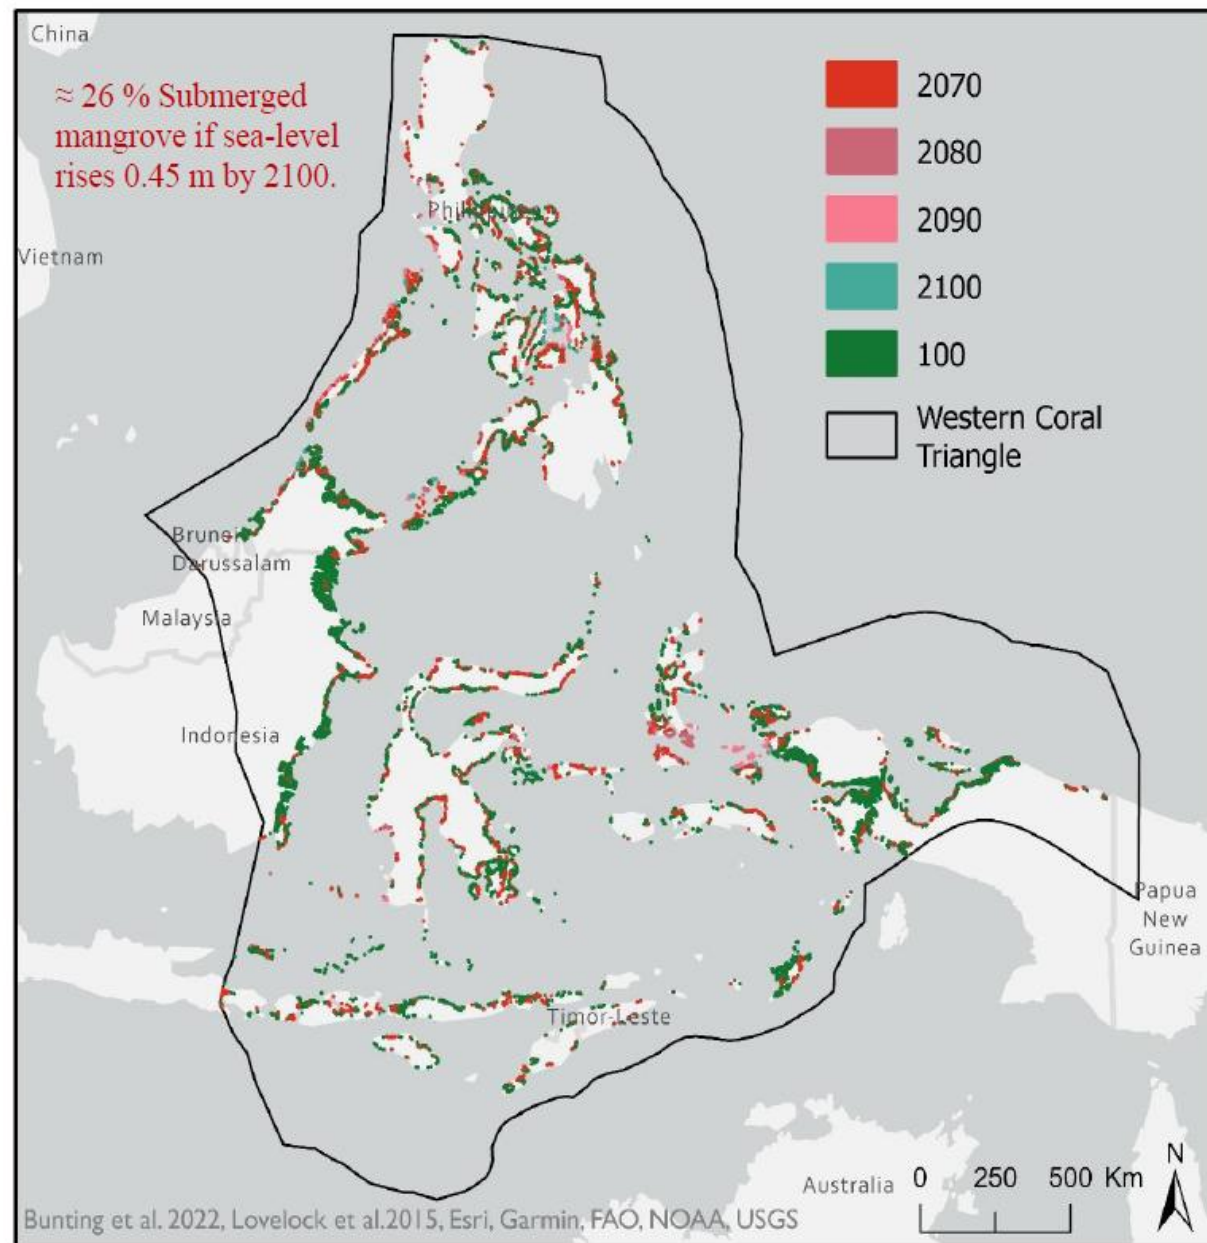 China
≈ 26 % Submerged
mangrove if sea-level
rises 0.45 m by 2100.
2070
2080
2090
2100
100
Western Coral
Triangle
Vietnam
Brunei
Darussalam
Malaysia
Indonesia
Timor-Leste
Papua
New
Guinea
Australia
0 250 500 Km
N
Bunting et al. 2022, Lovelock et al.2015, Esri, Garmin, FAO, NOAA, USGS